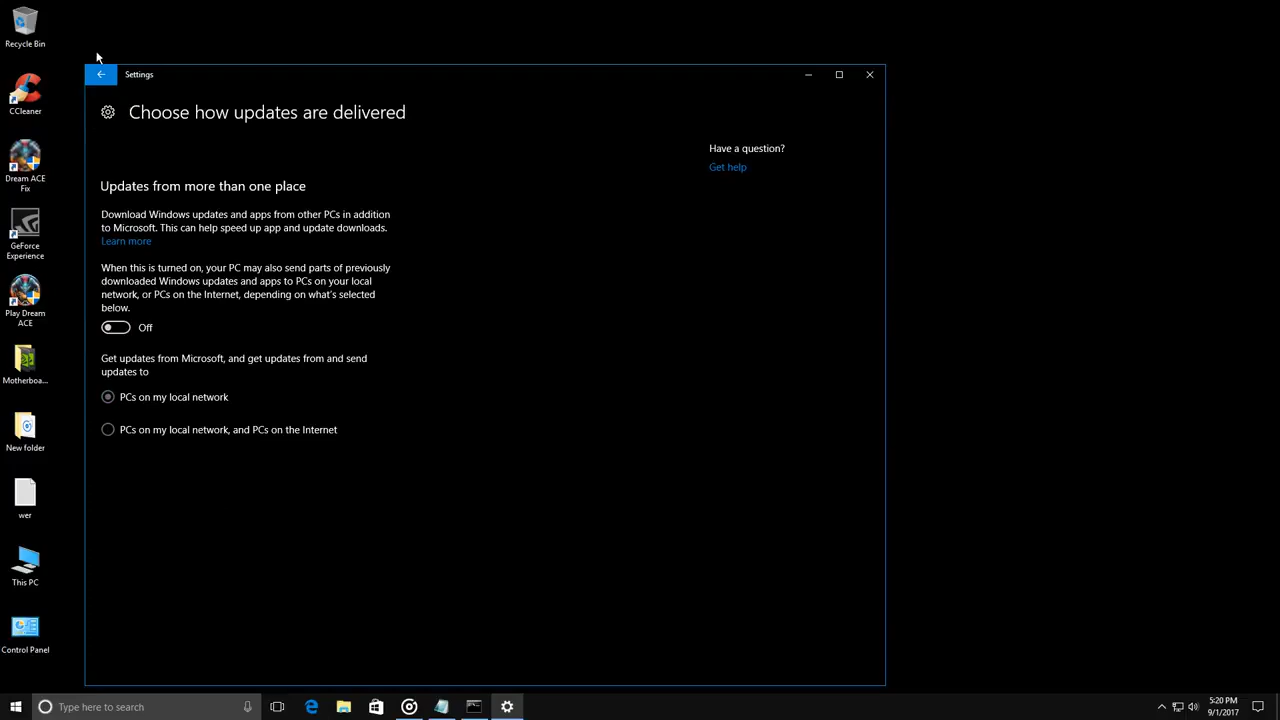 Recycle Bin
CCleaner
Dream ACE
Fix
GeForce
Experience
Play Dream
ACE
Motherboa...
New folder
wer
This PC
Control Panel
Settings
Choose how updates are delivered
Have a question?
Get help
Updates from more than one place
Download Windows updates and apps from other PCs in addition
to Microsoft. This can help speed up app and update downloads.
Learn more
When this is turned on, your PC may also send parts of previously
downloaded Windows updates and apps to PCs on your local
network, or PCs on the Internet, depending on what's selected
below.
Off
Get updates from Microsoft, and get updates from and send
updates to
PCs on my local network
PCs on my local network, and PCs on the Internet
Type here to search
5:20 PM
9/1/2017